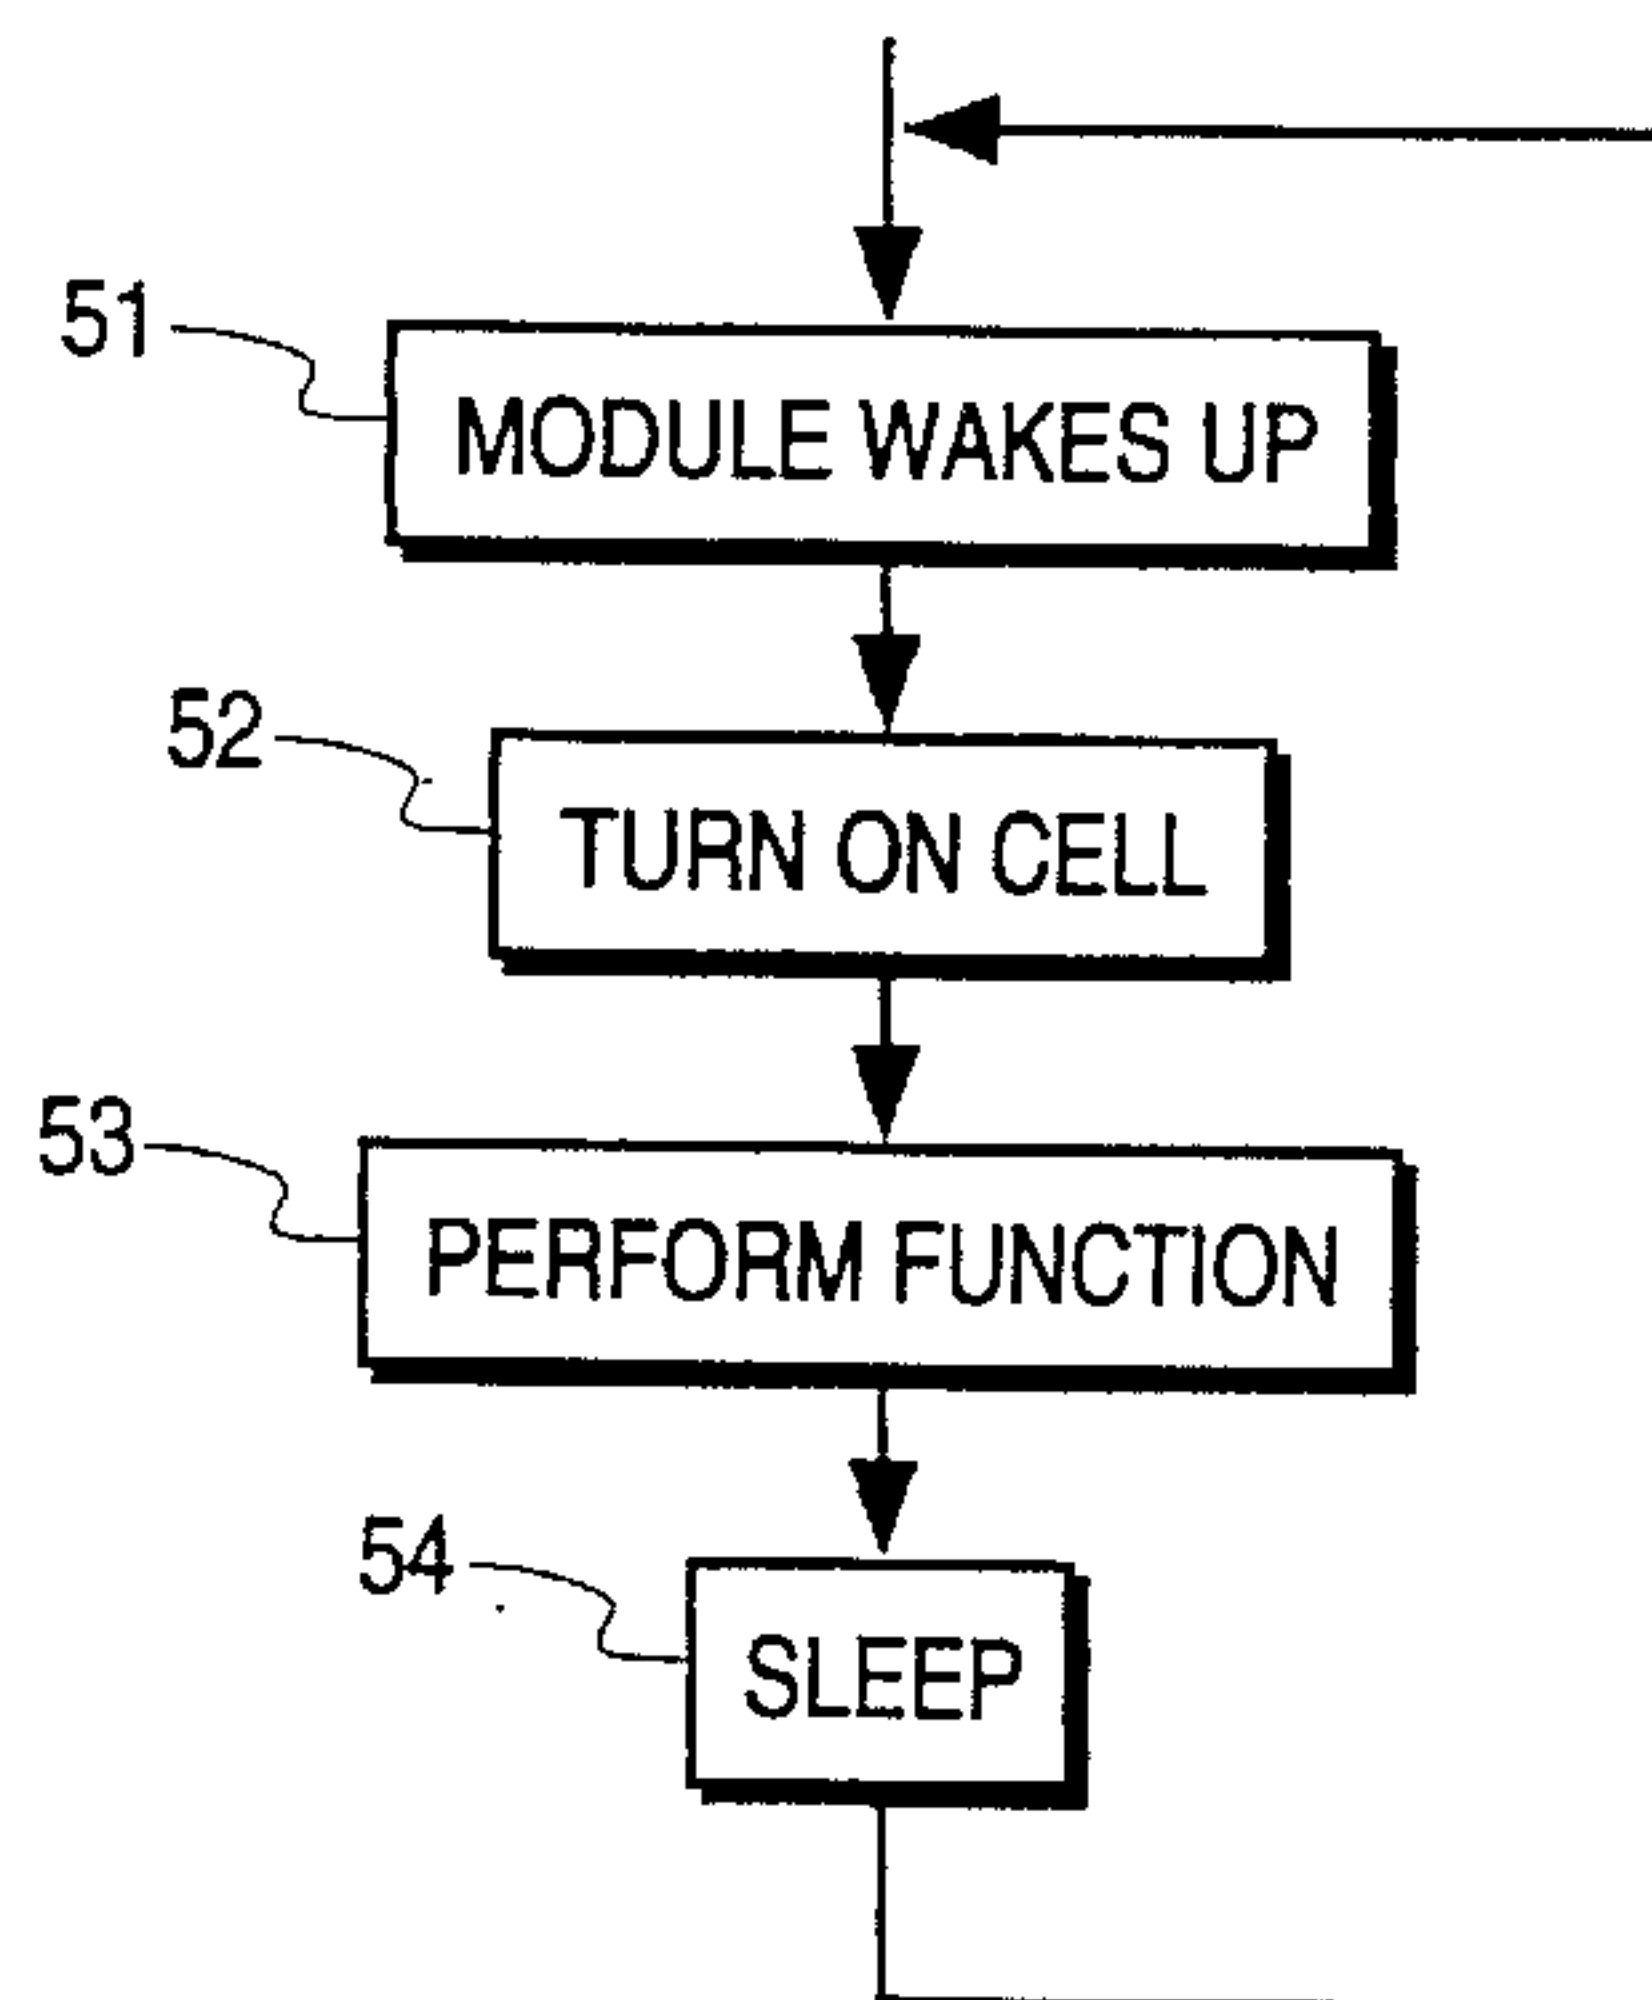 51
MODULE WAKES UP
52
TURN ON CELL
53
PERFORM FUNCTION
54
SLEEP